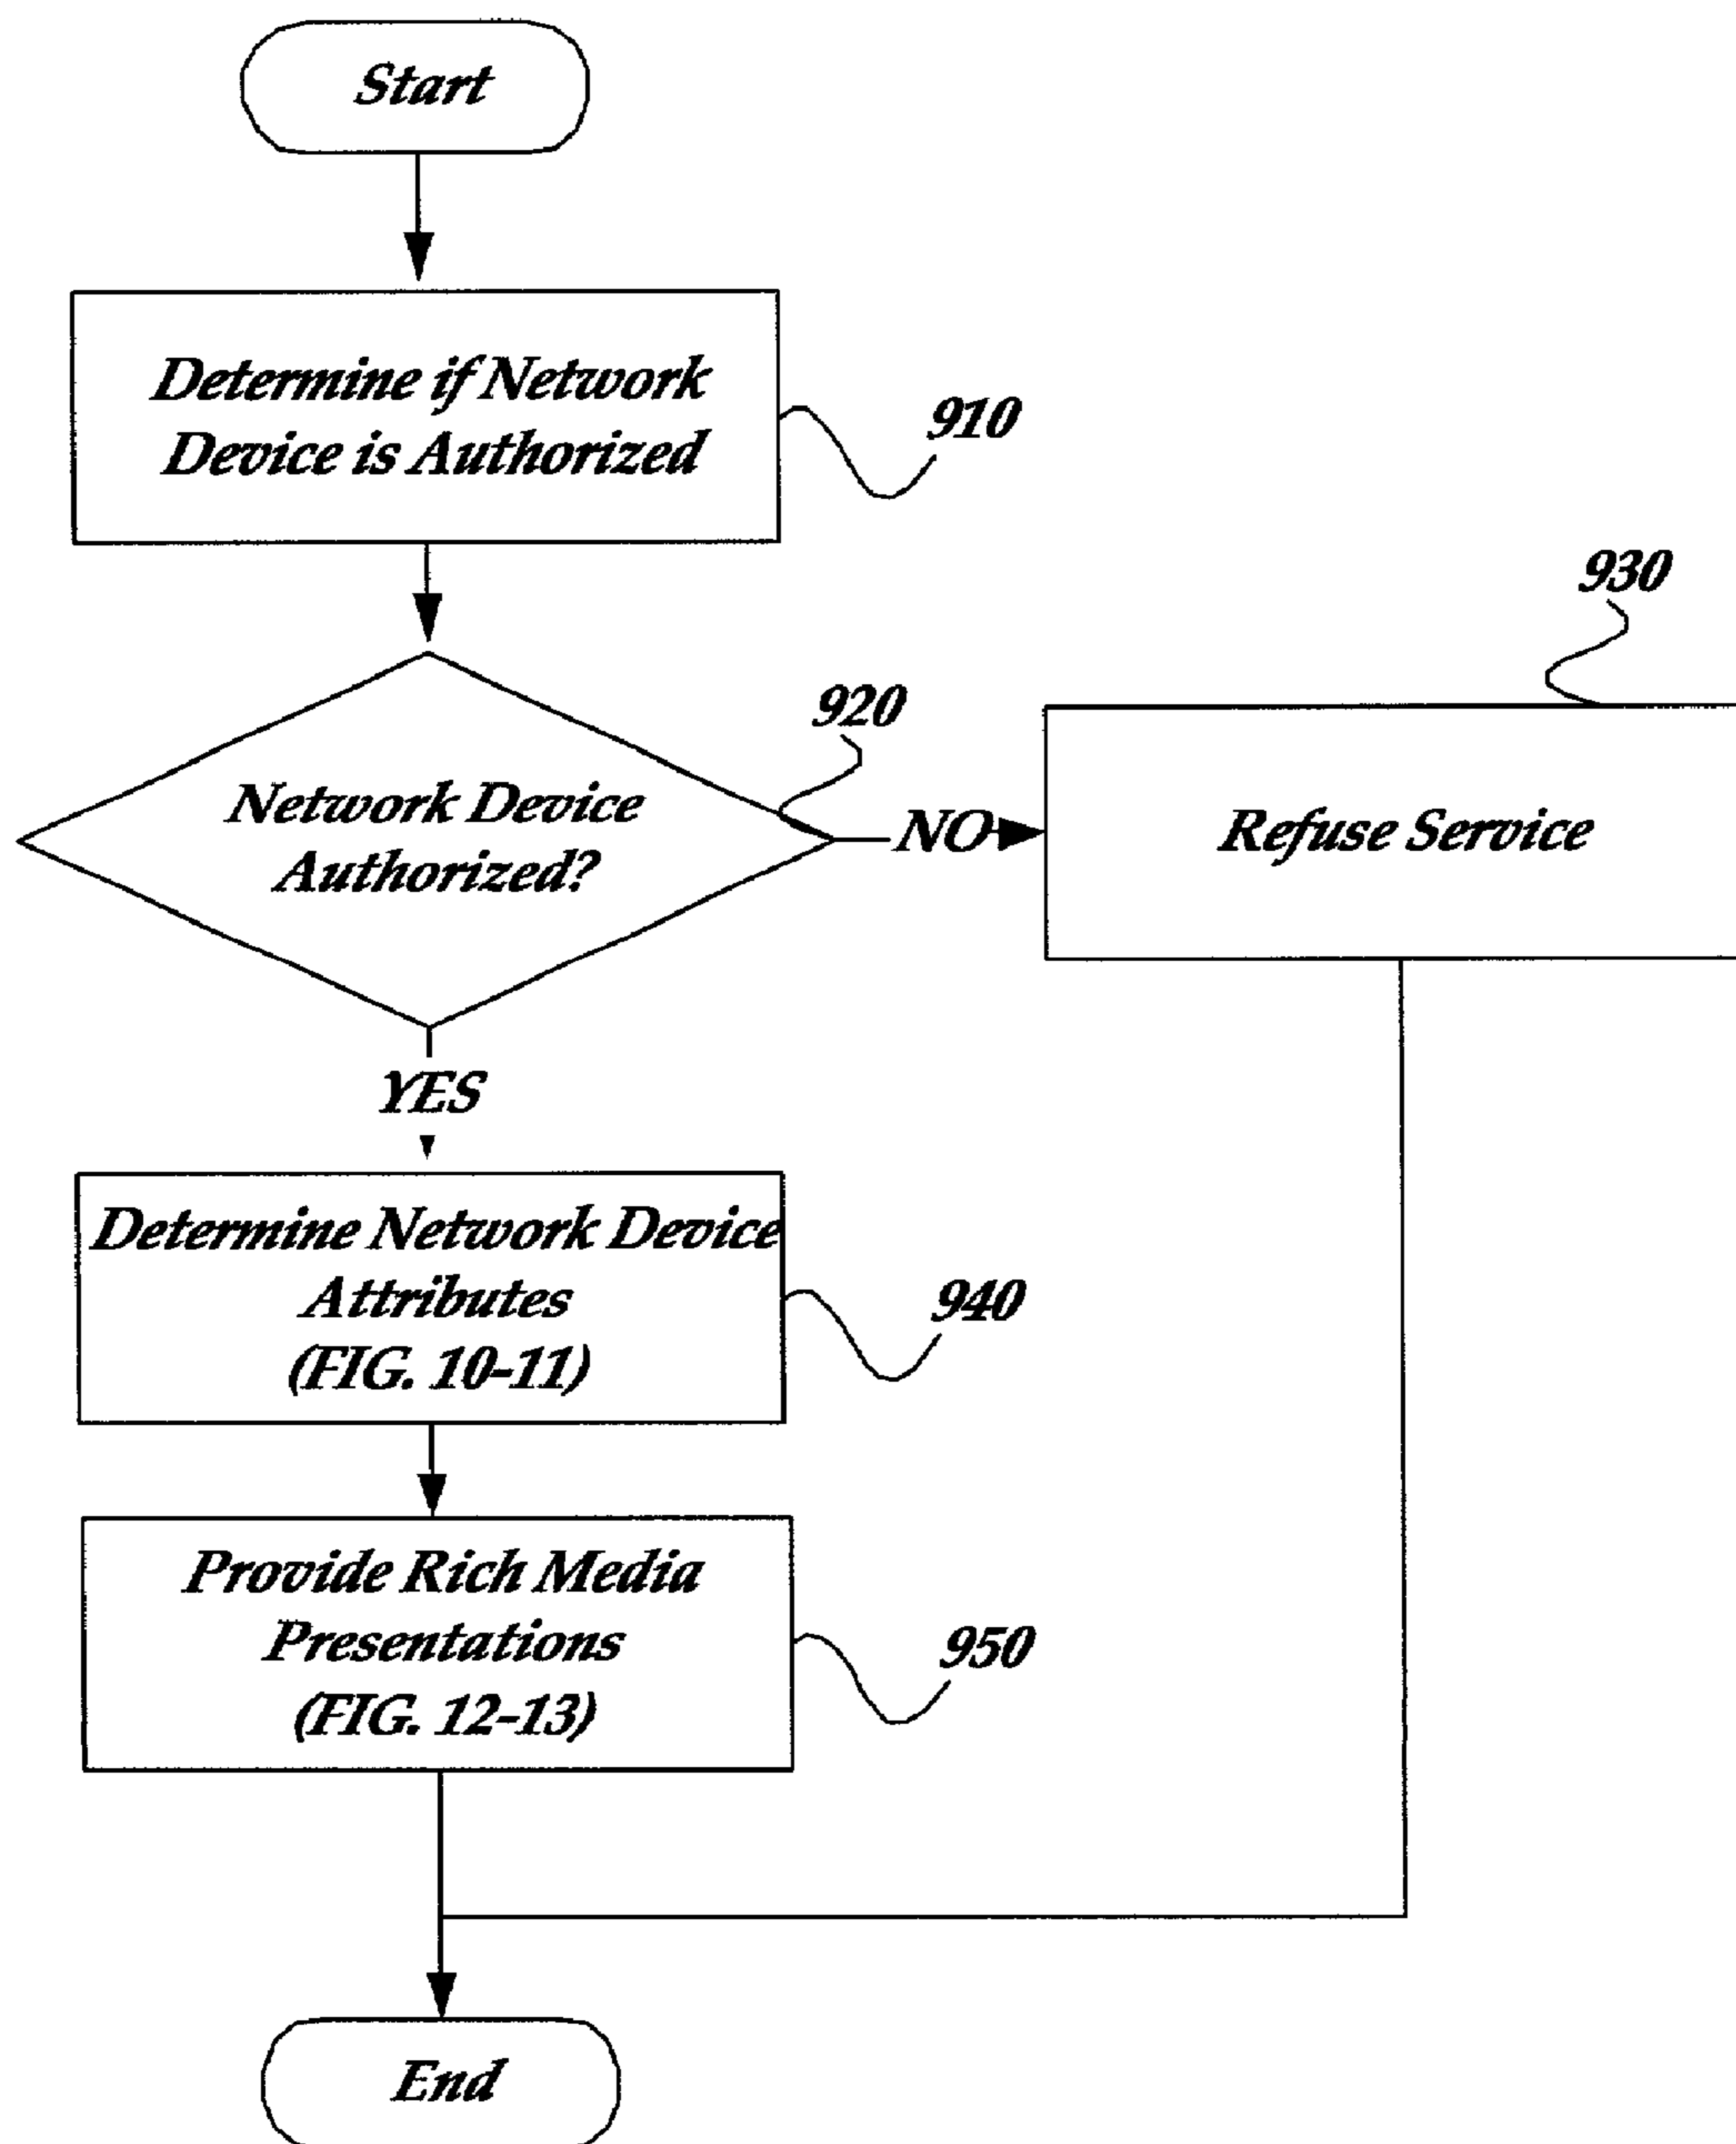 Start
Determine if Network
Device is Authorized
910
930
920
Network Device
Authorized?
NO
Refuse Service
YES
Determine Network Device
Attributes
(FIG. 10-11)
940
Provide Rich Media
Presentations
(FIG. 12-13)
950
End